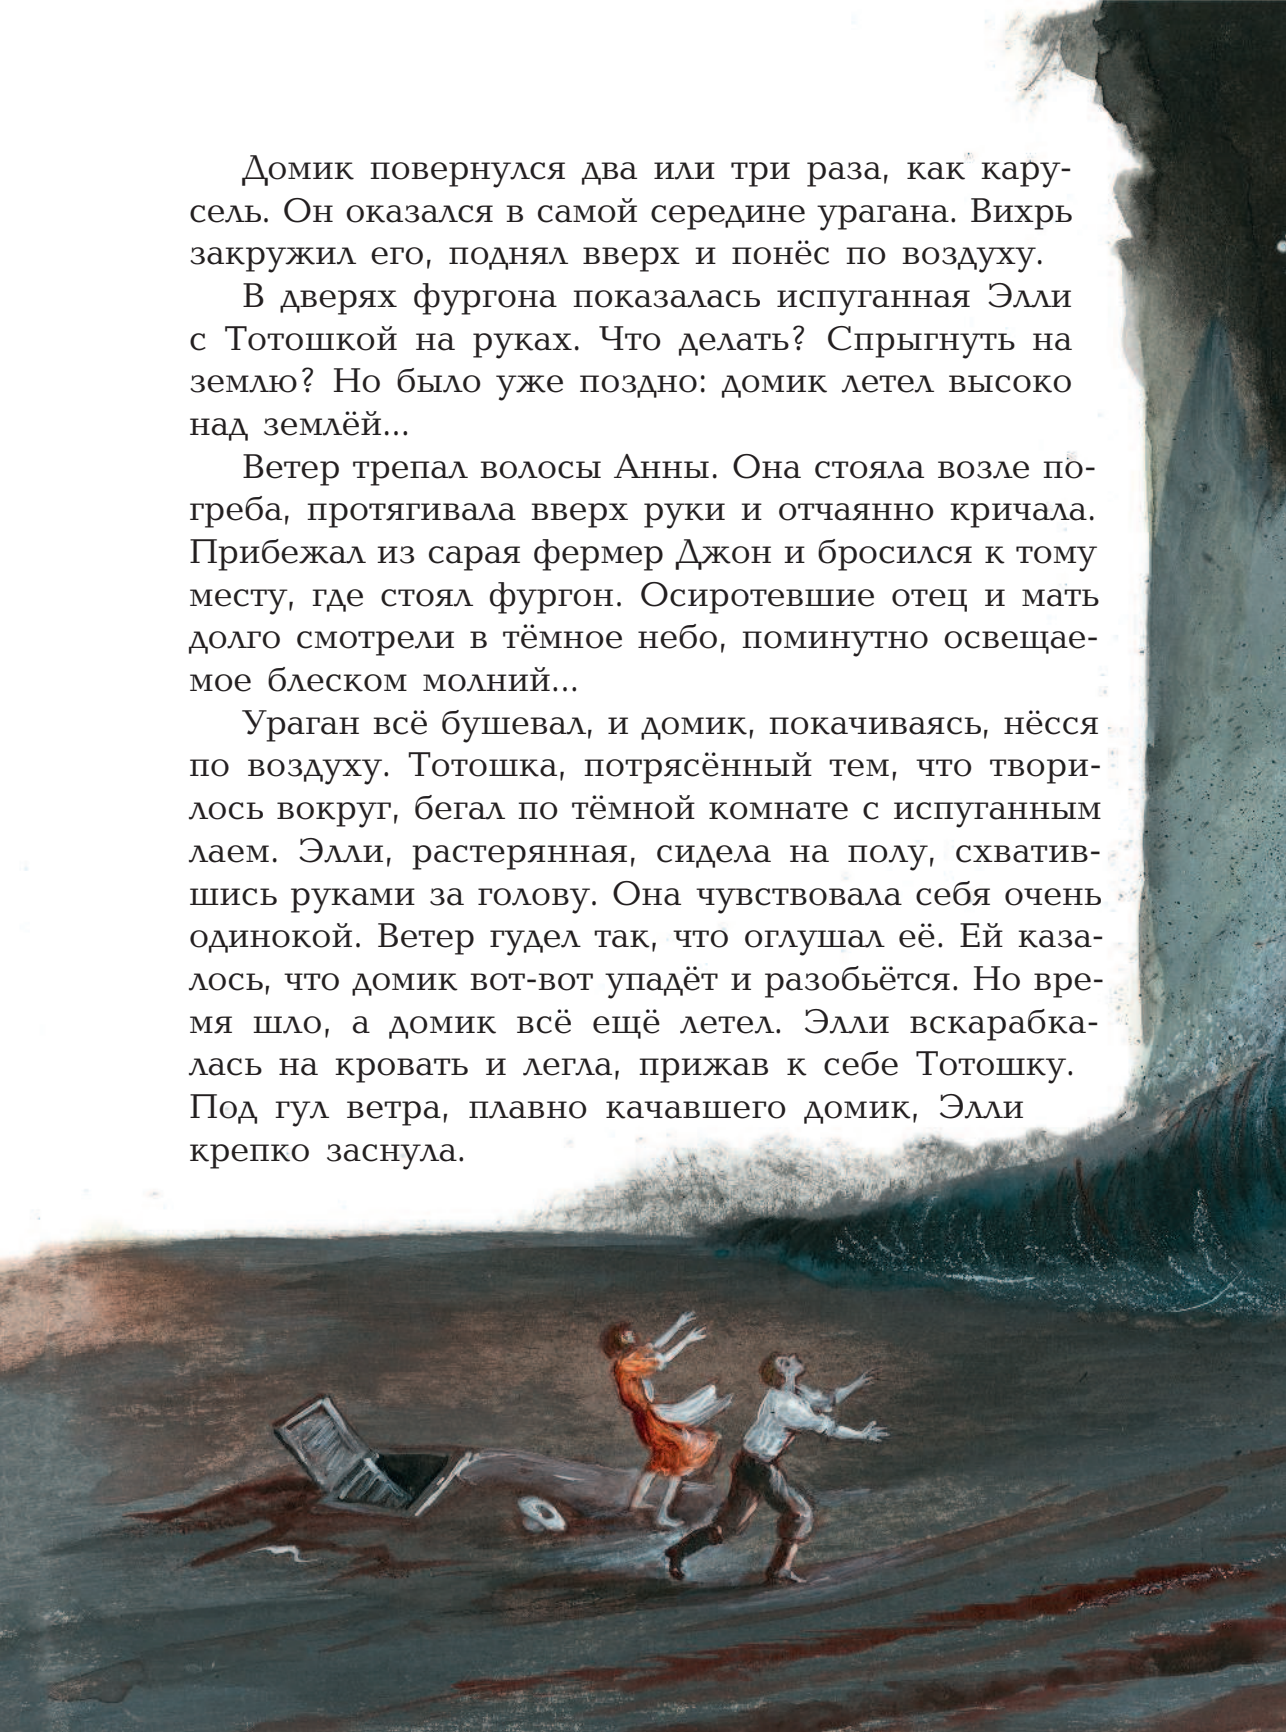 Домик повернулся два или три раза, как кару-
сель. Он оказался в самой середине урагана. Вихрь
закружил его, поднял вверх и понёс по воздуху.
В дверях фургона показалась испуганная Элли
с Тотошкой на руках. Что делать? Спрыгнуть на
землю? Но было уже поздно: домик летел высоко
над землёй...
Ветер трепал волосы Анны. Она стояла возле по-
греба, протягивала вверх руки и отчаянно кричала.
Прибежал из сарая фермер Джон и бросился к тому
месту, где стоял фургон. Осиротевшие отец и мать
долго смотрели в тёмное небо, поминутно освещае-
мое блеском молний...
Ураган всё бушевал, и домик, покачиваясь, нёсся
по воздуху. Тотошка, потрясённый тем, что твори-
лось вокруг, бегал по тёмной комнате с испуганным
лаем. Элли, растерянная, сидела на полу, схватив-
шись руками за голову. Она чувствовала себя очень
одинокой. Ветер гудел так, что оглушал её. Ей каза-
лось, что домик вот-вот упадёт и разобьётся. Но вре-
мя шло, а домик всё ещё летел. Элли вскарабка-
лась на кровать и легла, прижав к себе Тотошку.
Под гул ветра, плавно качавшего домик, Элли
крепко заснула.